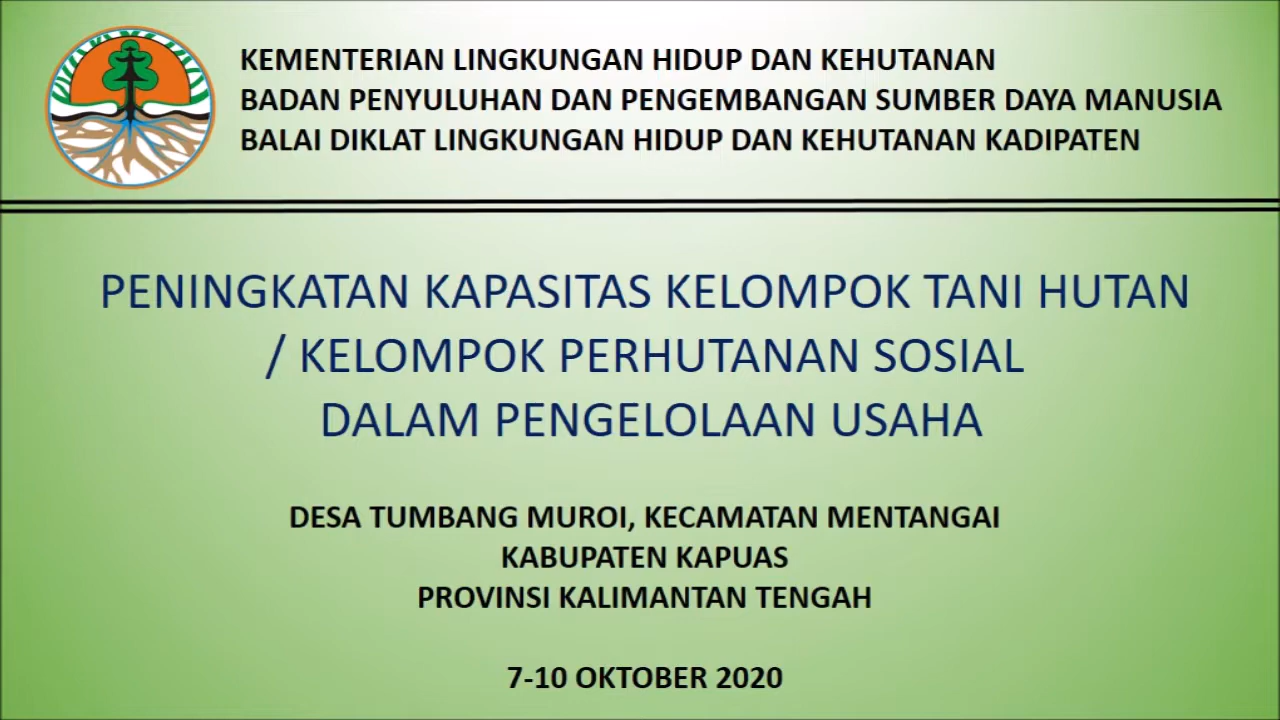 KEMENTERIAN LINGKUNGAN HIDUP DAN KEHUTANAN
BADAN PENYULUHAN DAN PENGEMBANGAN SUMBER DAYA MANUSIA
BALAI DIKLAT LINGKUNGAN HIDUP DAN KEHUTANAN KADIPATEN
PENINGKATAN KAPASITAS KELOMPOK TANI HUTAN
/ KELOMPOK PERHUTANAN SOSIAL
DALAM PENGELOLAAN USAHA
DESA TUMBANG MUROI, KECAMATAN MENTANGAI
KABUPATEN KAPUAS
PROVINSI KALIMANTAN TENGAH
7-10 OKTOBER 2020